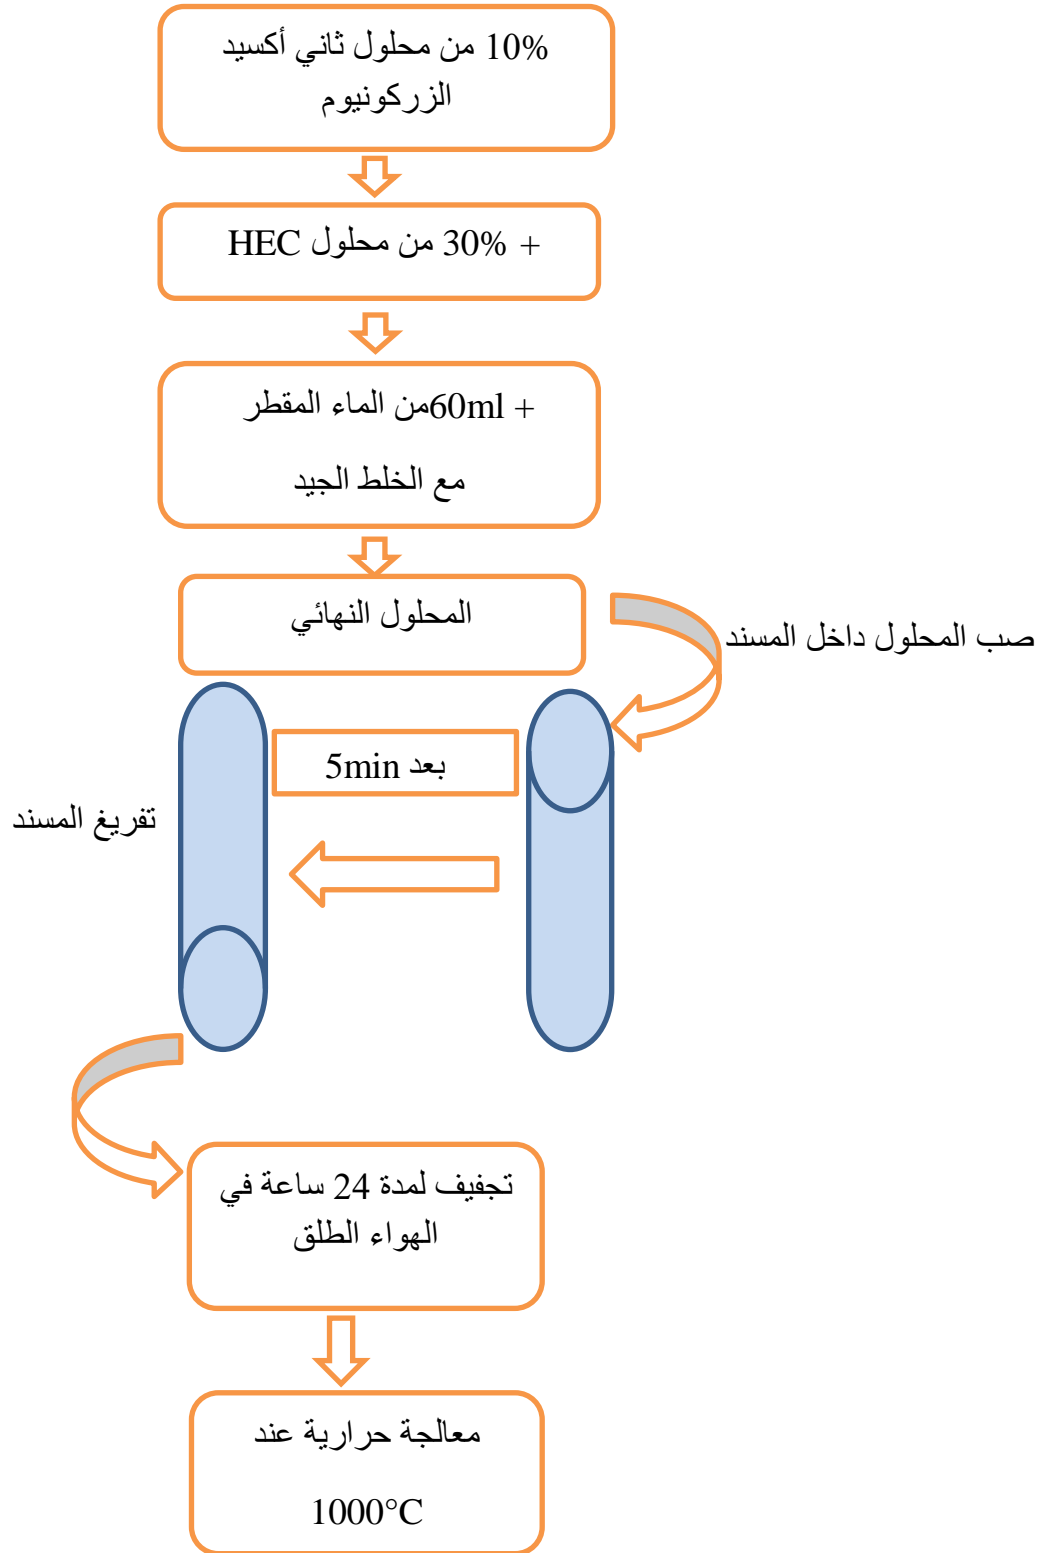 10% من محلول ثاني أكسيد
الزركونيوم
+ 30% من محلول HEC
+ 60mlمن الماء المقطر
مع الخلط الجيد
المحلول النهائي
صب المحلول داخل المسند
بعد 5min
تفريغ المسند
تجفيف لمدة 24 ساعة في
الهواء الطلق
معالجة حرارية عند
1000°C